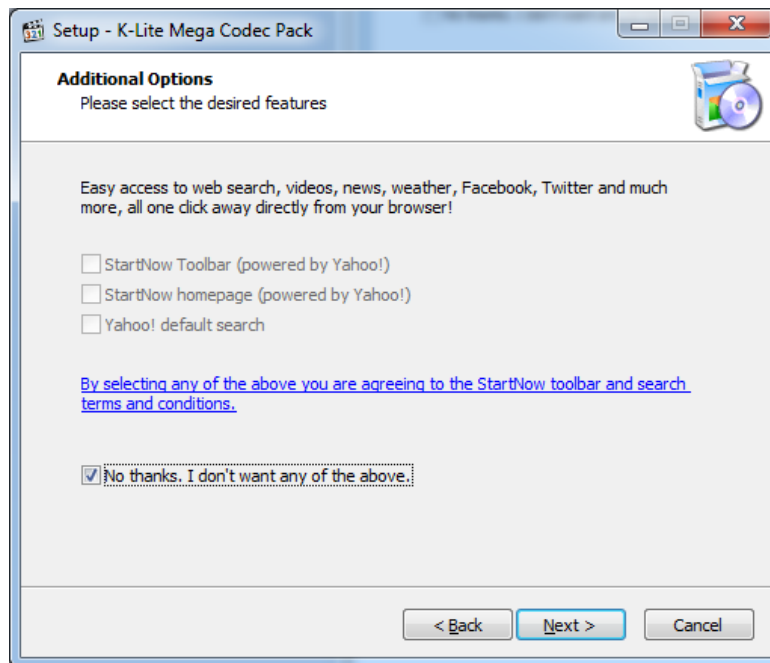 Setup - K-Lite Mega Codec Pack
Additional Options
Please select the desired features
Easy access to web search, videos, news, weather, Facebook, Twitter and much
more, all one click away directly from your browser!
StartNow Toolbar (powered by Yahoo!)
StartNow homepage (powered by Yahoo!)
Yahoo! default search
By selecting any of the above you are agreeing to the StartNow toolbar and search
terms and conditions.
No thanks. I don't want any of the above.
< Back Next > Cancel